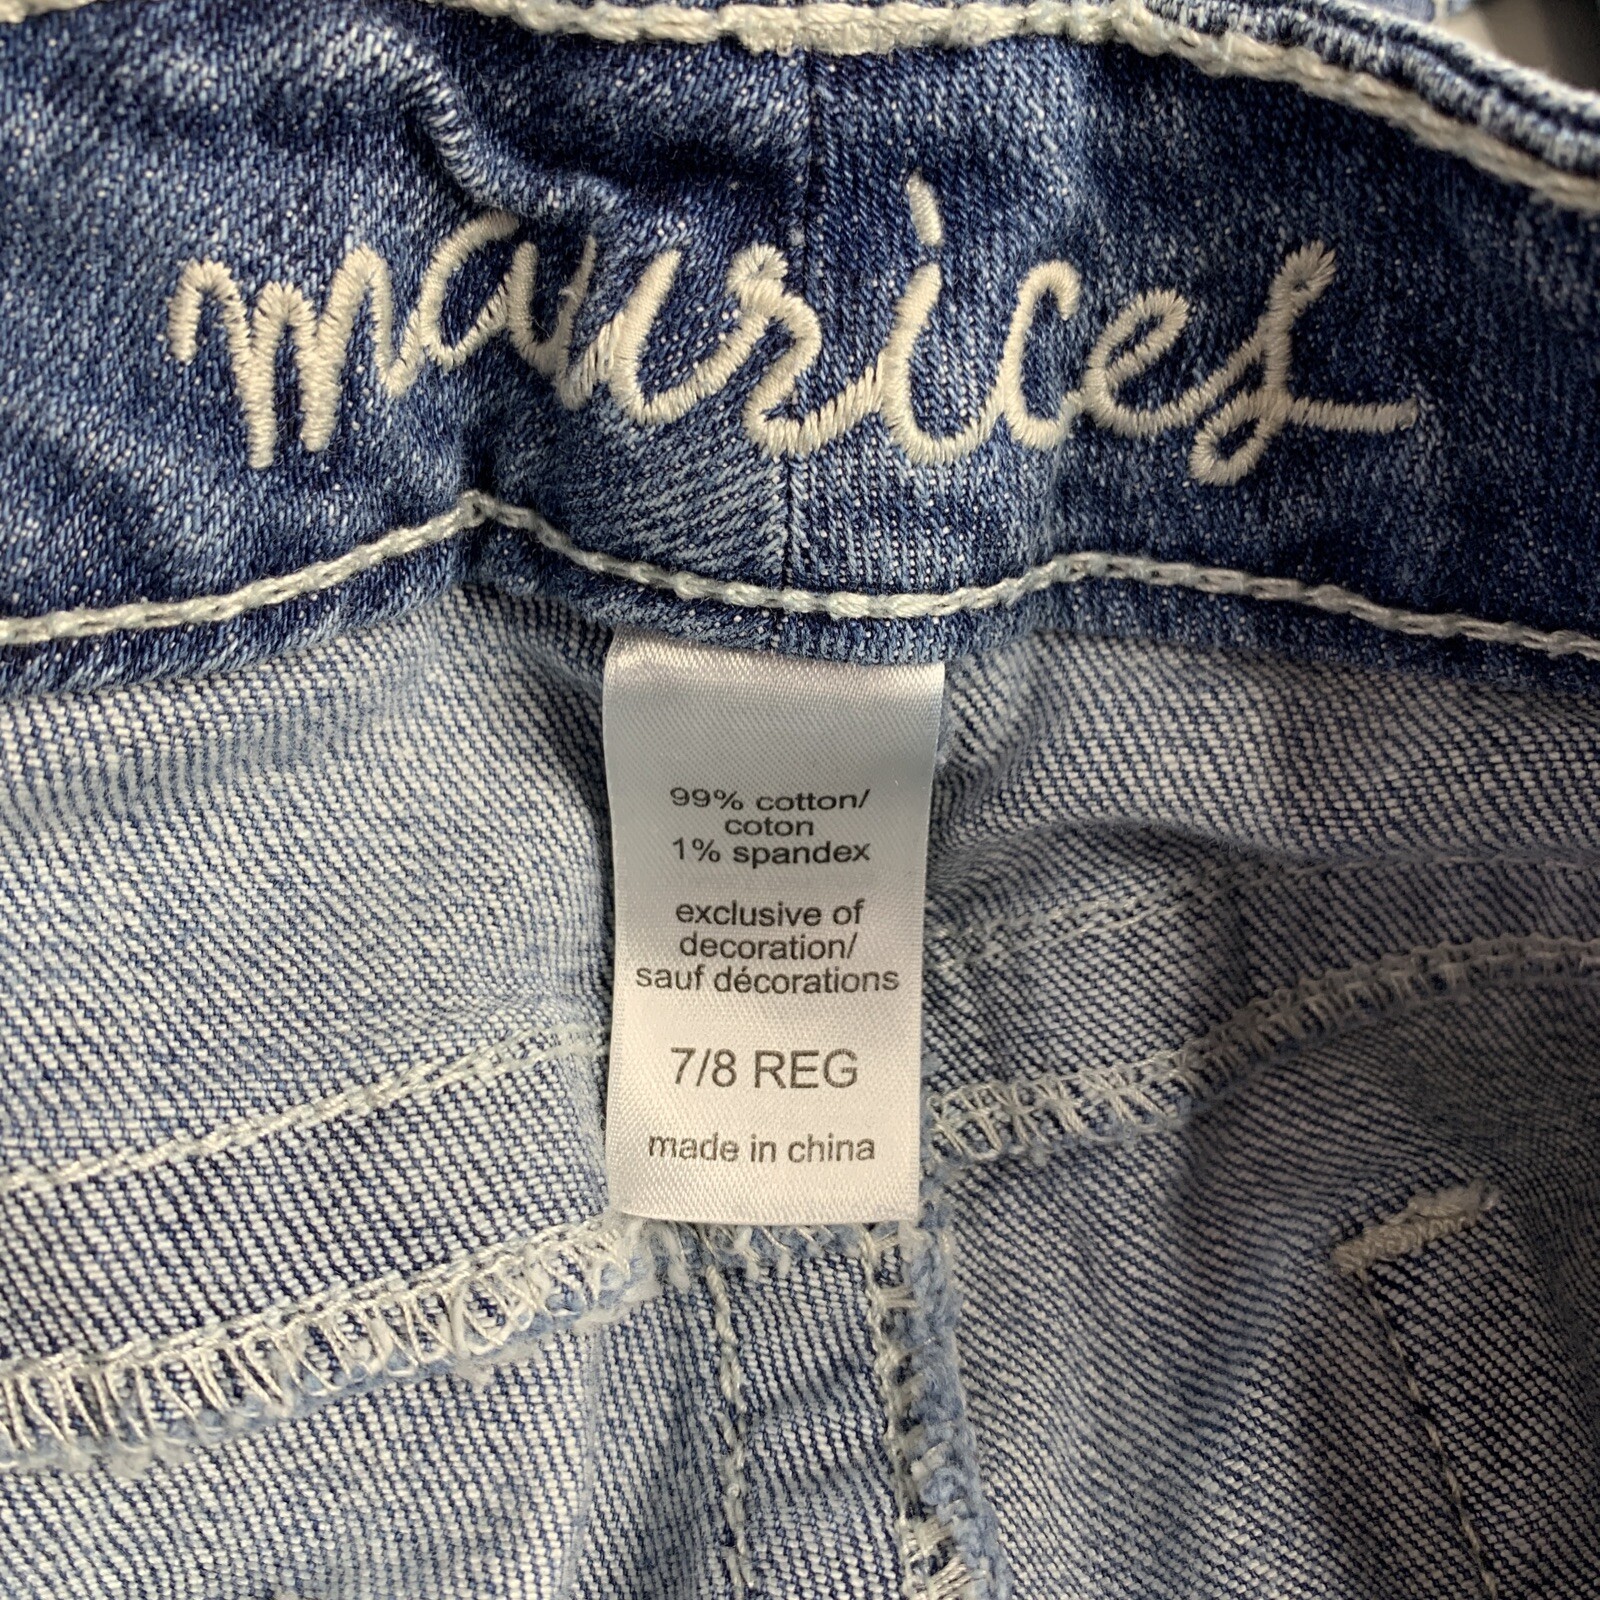 maurices
99% cotton/
coton
1% spandex
exclusive of
decoration/
sauf décorations
7/8 REG
made in china